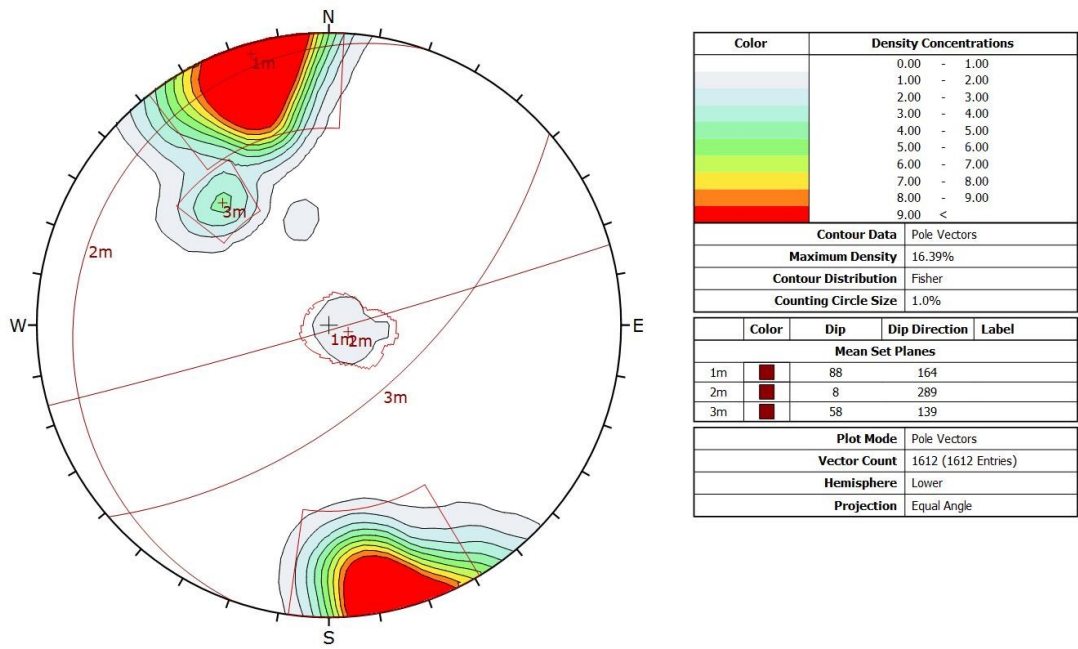 N
1m
3m
2m
W
E
1m
2m
3m
S
Color Density Concentrations
0.00 - 1.00
1.00 - 2.00
2.00 - 3.00
3.00 - 4.00
4.00 - 5.00
5.00 - 6.00
6.00 - 7.00
7.00 - 8.00
8.00 - 9.00
9.00 <
Contour Data Pole Vectors
Maximum Density 16.39%
Contour Distribution Fisher
Counting Circle Size 1.0%
Color Dip Dip Direction Label
Mean Set Planes
1m 88 164
2m 8 289
3m 58 139
Plot Mode Pole Vectors
Vector Count 1612 (1612 Entries)
Hemisphere Lower
Projection Equal Angle